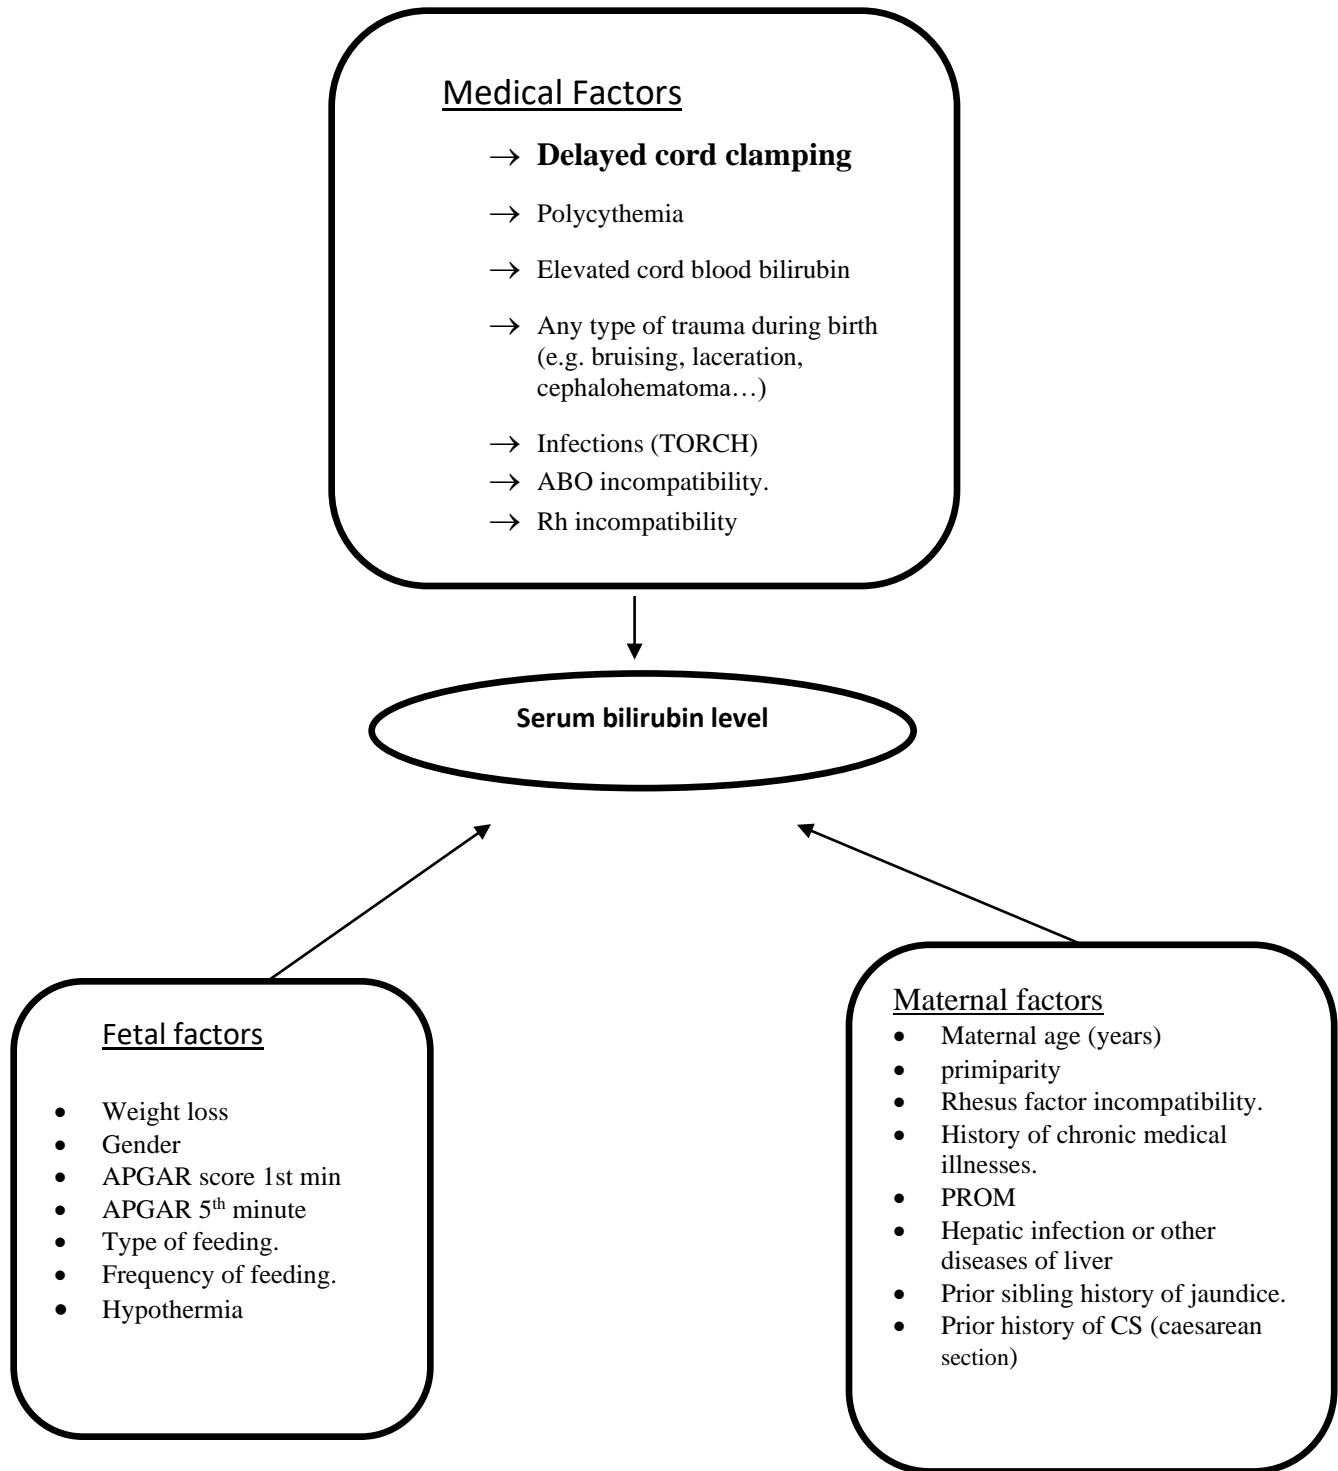 Medical Factors
→ Delayed cord clamping
→ Polycythemia
→ Elevated cord blood bilirubin
→ Any type of trauma during birth
(e.g. bruising, laceration,
cephalohematoma…)
→ Infections (TORCH)
→ ABO incompatibility.
→ Rh incompatibility
Serum bilirubin level
Fetal factors
• Weight loss
• Gender
• APGAR score 1st min
• APGAR 5th minute
• Type of feeding.
• Frequency of feeding.
• Hypothermia
Maternal factors
• Maternal age (years)
• primiparity
• Rhesus factor incompatibility.
• History of chronic medical
illnesses.
• PROM
• Hepatic infection or other
diseases of liver
• Prior sibling history of jaundice.
• Prior history of CS (caesarean
section)